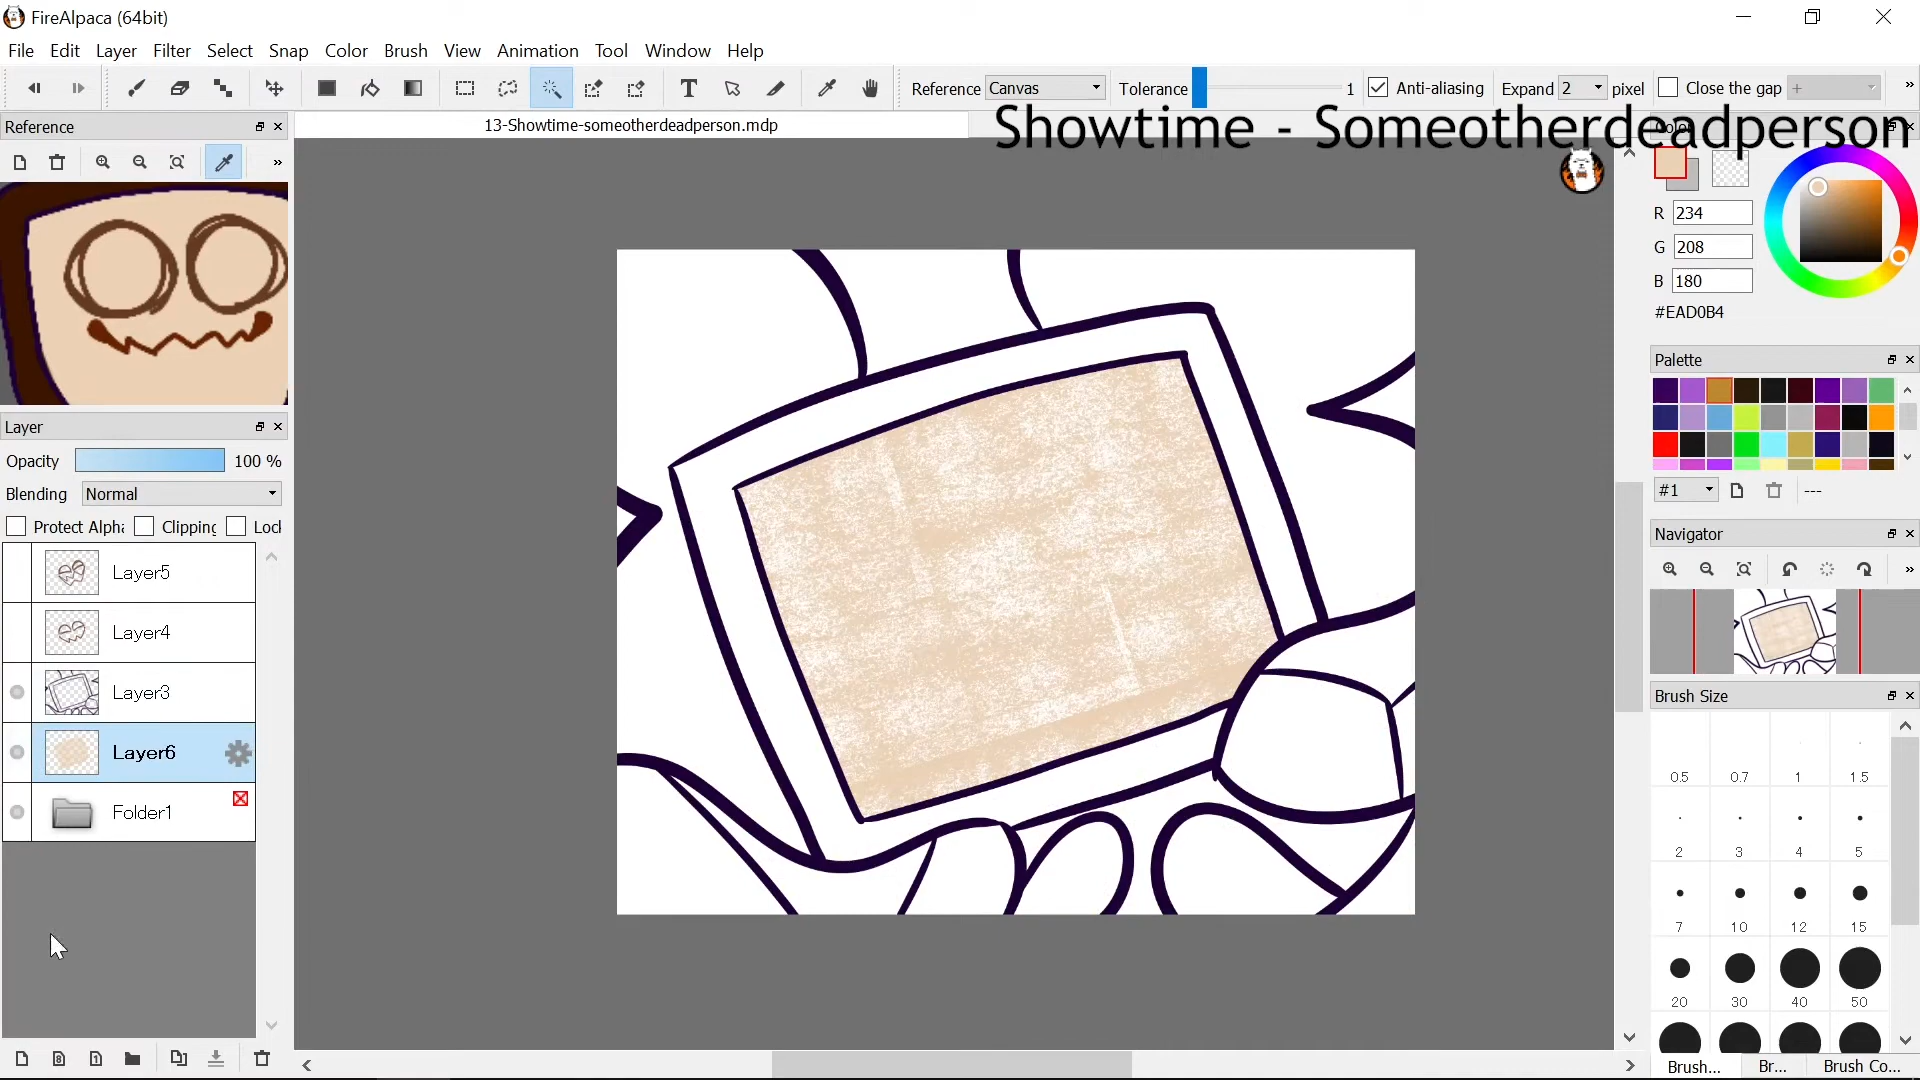 FireAlpaca (64bit)
File Edit Layer Filter Select Snap Color Brush View Animation Tool Window Help
Reference Canvas Tolerance 1 Anti-aliasing Expand 2 pixel Close the gap +
Reference
13-Showtime-someotherdeadperson.mdp
Showtime - Someotherdeadperson
R 234
G 208
B 180
#EAD0B4
Palette
#1 ---
Layer
Opacity 100 %
Blending Normal
Protect Alpha Clipping Lock
Layer5
Layer4
Layer3
Layer6
Folder1
Navigator
Brush Size
0.5 0.7 1 1.5
2 3 4 5
7 10 12 15
20 30 40 50
Brush... Br... Brush Co...